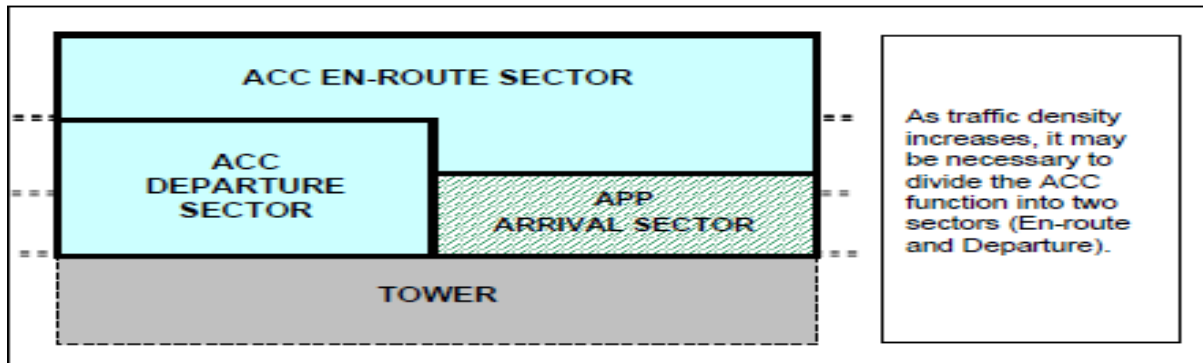 ACC EN-ROUTE SECTOR
ACC
DEPARTURE
SECTOR
APP
ARRIVAL SECTOR
TOWER
As traffic density
increases, it may
be necessary to
divide the ACC
function into two
sectors (En-route
and Departure).